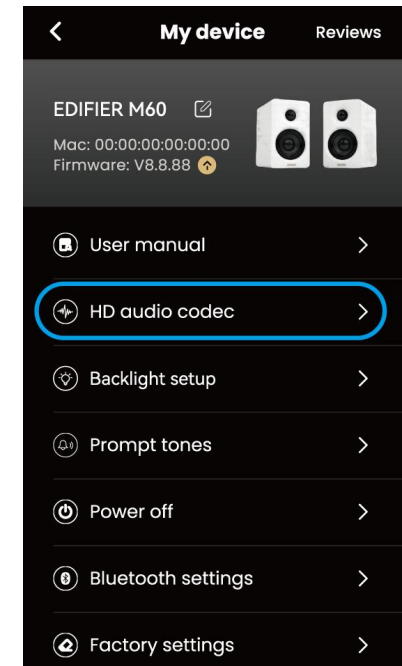 My device Reviews
EDIFIER M60
Mac: 00:00:00:00:00:00
Firmware: V8.8.88
User manual
HD audio codec
Backlight setup
Prompt tones
Power off
Bluetooth settings
Factory settings